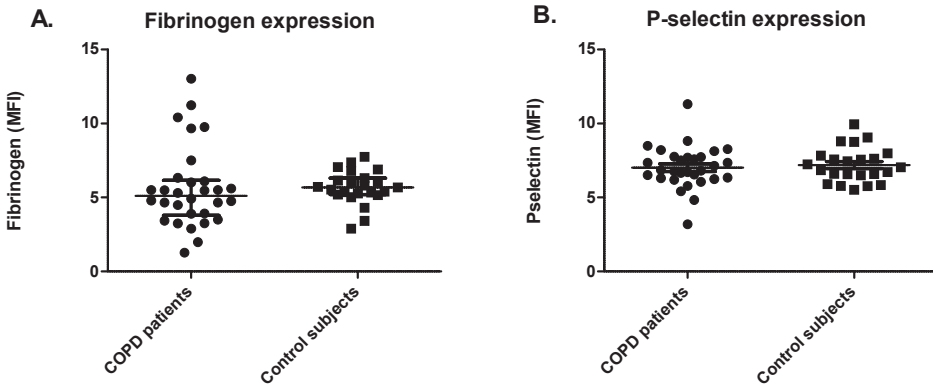 A.
Fibrinogen expression
15
10
5
0
Fibrinogen (MFI)
COPD patients
Control subjects
B.
P-selectin expression
15
10
5
0
Pselectin (MFI)
COPD patients
Control subjects